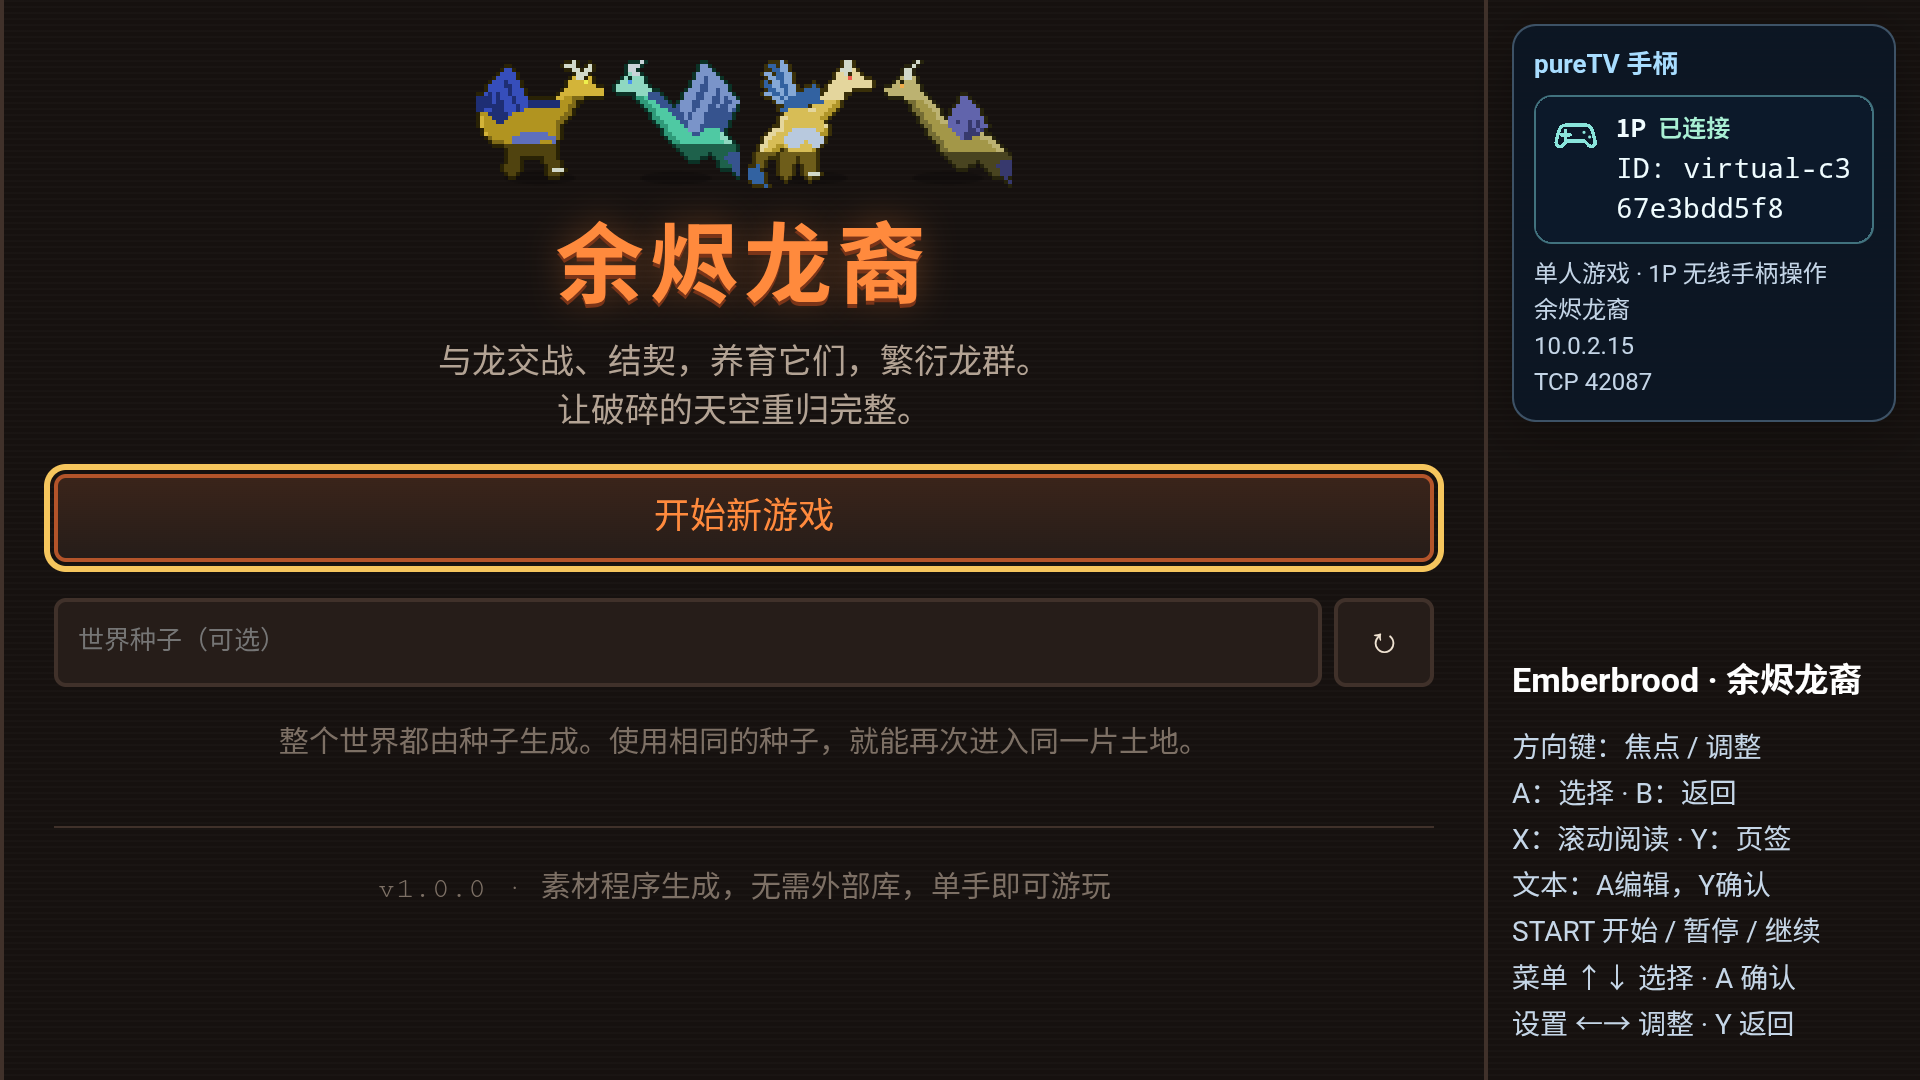 余烬龙裔
与龙交战、结契，养育它们，繁衍龙群。
让破碎的天空重归完整。
开始新游戏
世界种子（可选）
↻
整个世界都由种子生成。使用相同的种子，就能再次进入同一片土地。
v1.0.0 · 素材程序生成，无需外部库，单手即可游玩
pureTV 手柄
1P 已连接
ID: virtual-c3
67e3bdd5f8
单人游戏 · 1P 无线手柄操作
余烬龙裔
10.0.2.15
TCP 42087
Emberbrood · 余烬龙裔
方向键：焦点 / 调整
A：选择 · B：返回
X：滚动阅读 · Y：页签
文本：A编辑，Y确认
START 开始 / 暂停 / 继续
菜单 ↑↓ 选择 · A 确认
设置 ←→ 调整 · Y 返回